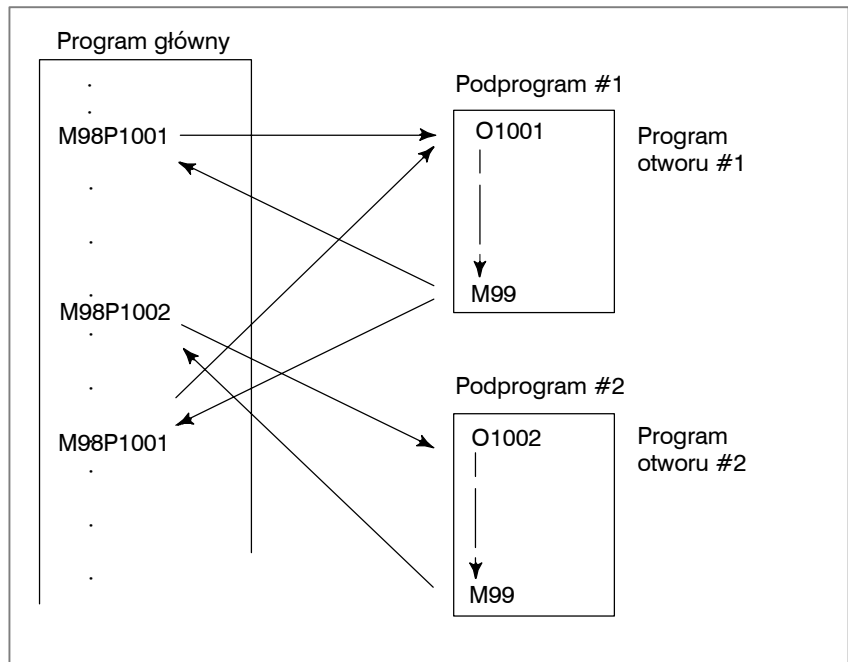 Program główny
M98P1001
M98P1002
M98P1001
Podprogram #1
O1001
M99
Program
otworu #1
Podprogram #2
O1002
M99
Program
otworu #2